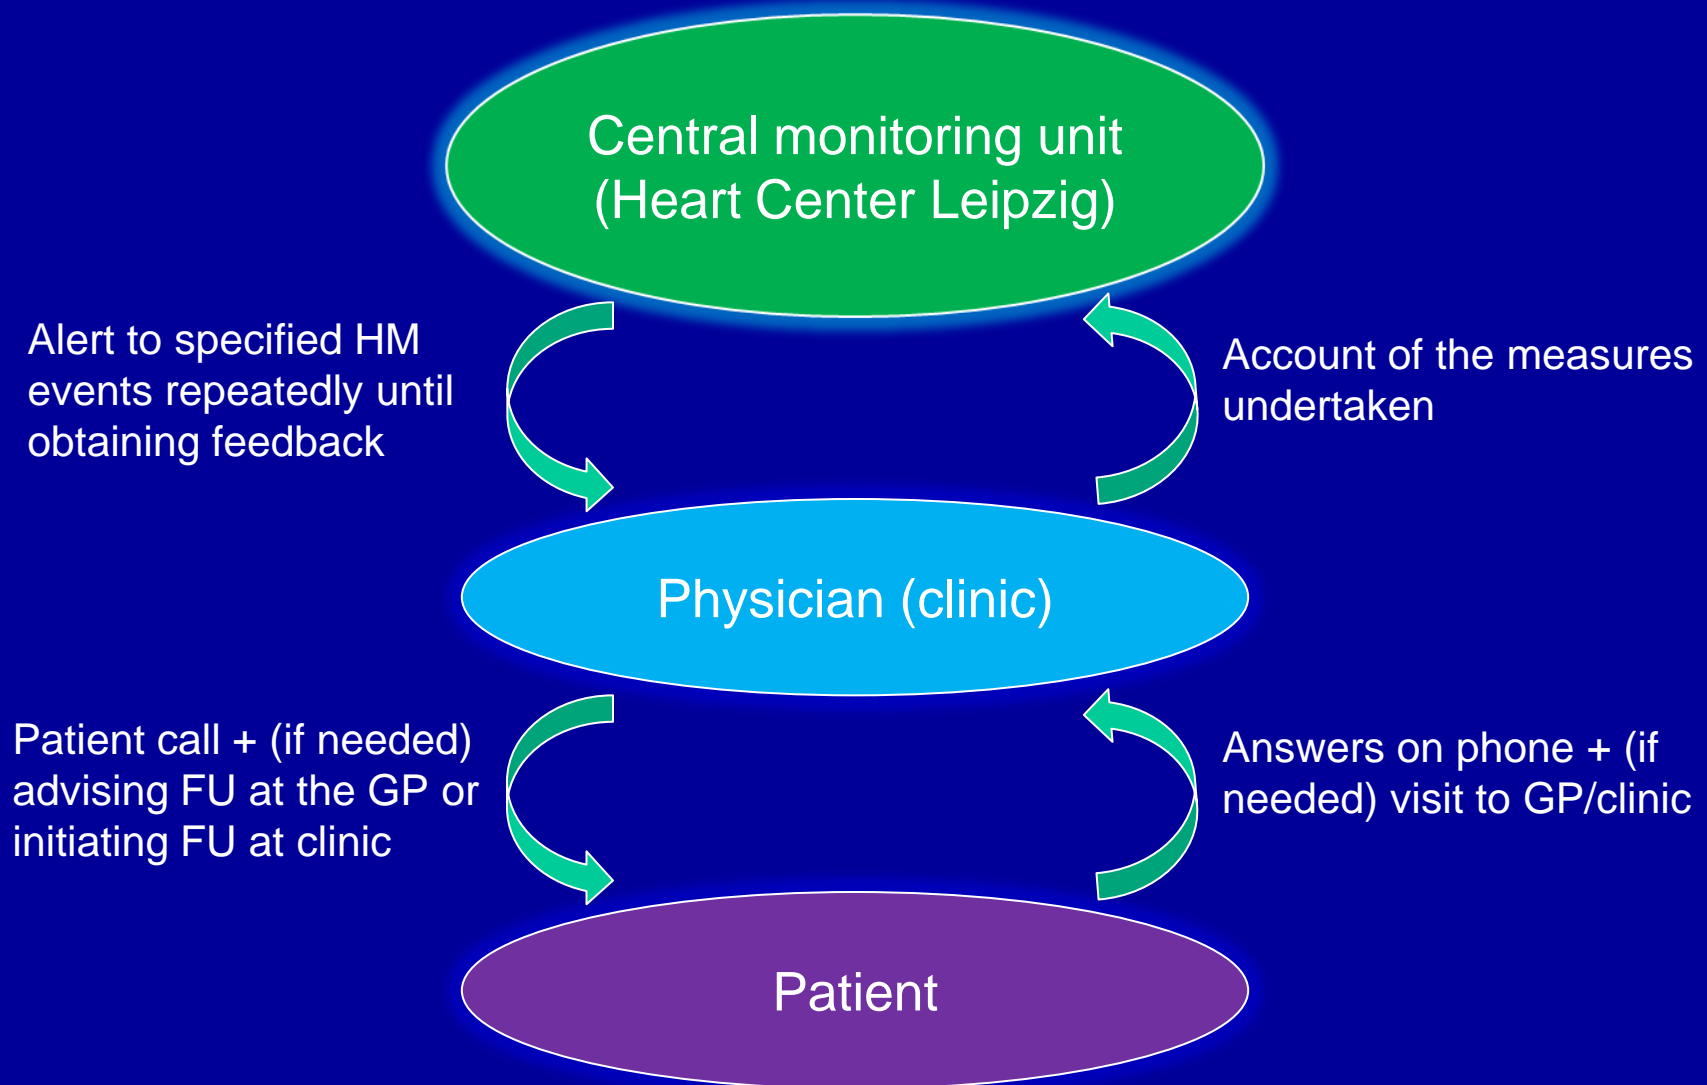 Central monitoring unit
(Heart Center Leipzig)
Alert to specified HM
events repeatedly until
obtaining feedback
Account of the measures
undertaken
Physician (clinic)
Patient call + (if needed)
advising FU at the GP or
initiating FU at clinic
Answers on phone + (if
needed) visit to GP/clinic
Patient